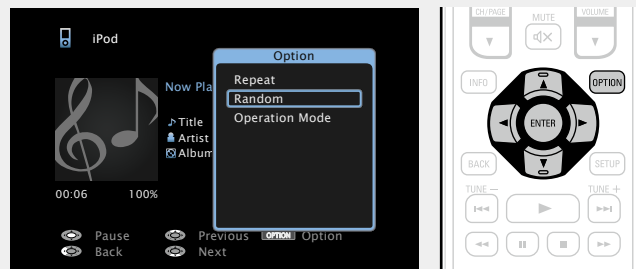 iPod
Option
Now Pla
Repeat
Random
Operation Mode
Title
Artist
Album
00:06 100%
Pause Previous OPTION Option
Back Next
CH/PAGE MUTE VOLUME
INFO OPTION
ENTER
BACK SETUP
TUNE – TUNE +